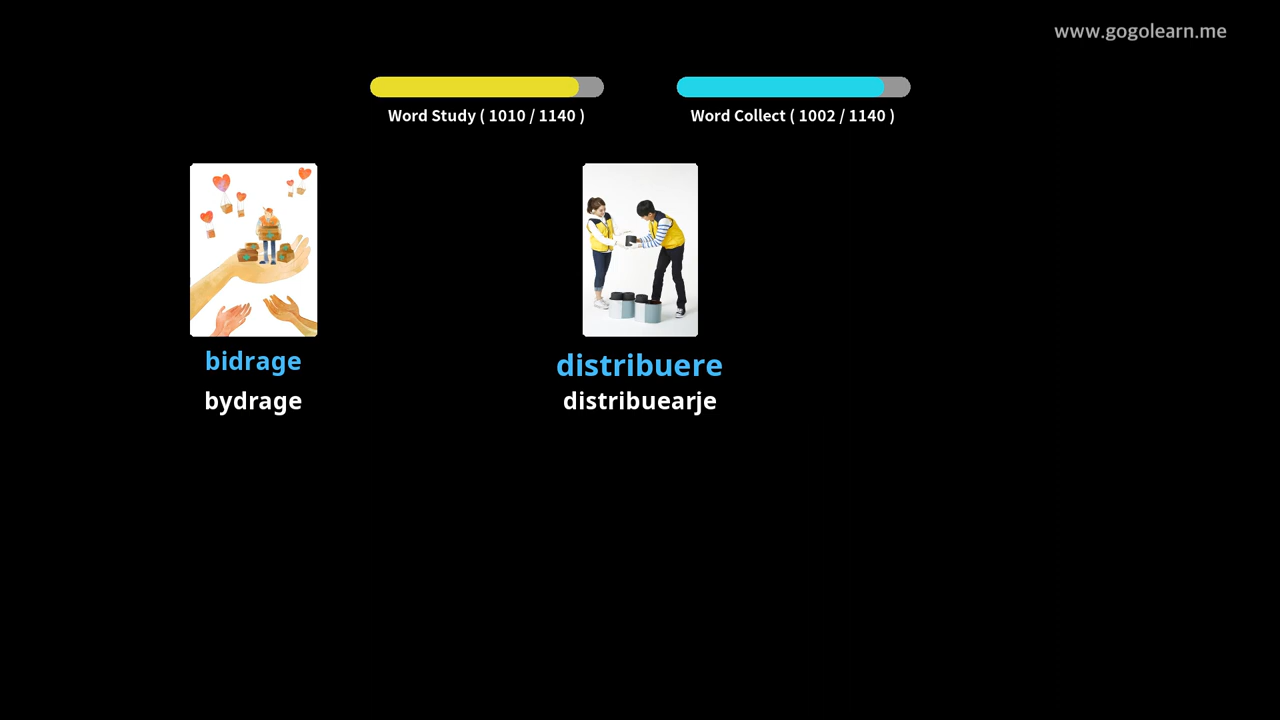 www.gogolearn.me
Word Study ( 1010 / 1140 )
Word Collect ( 1002 / 1140 )
bidrage
bydrage
distribuere
distribuearje